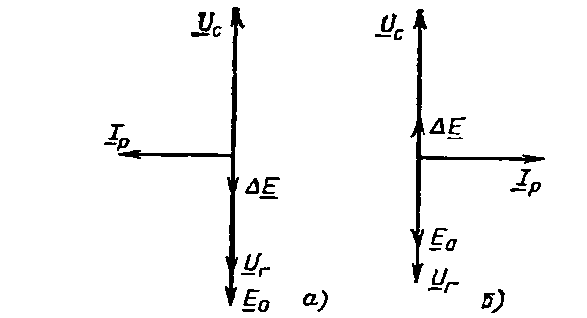 U_c U_c
I_p ΔE
ΔE I_p
U_г E_0
E_0 а) U_г б)